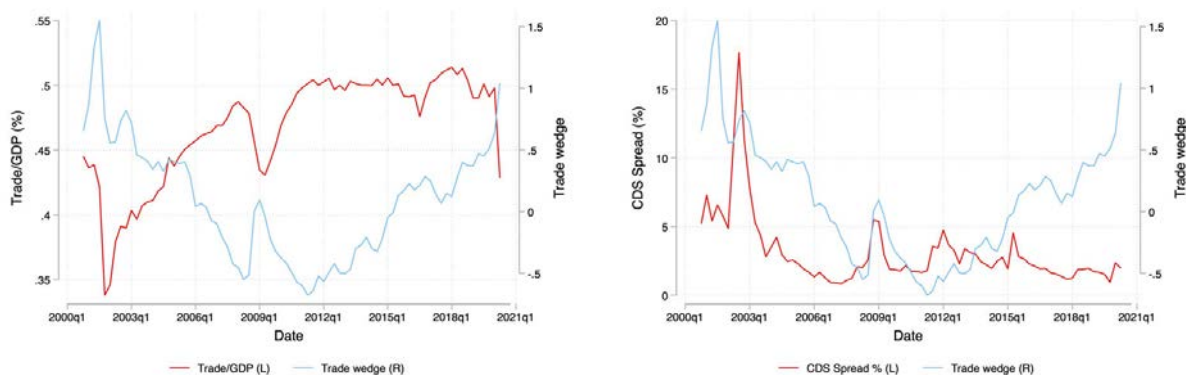 .55
.5
.45
.4
.35
Trade/GDP (%)
1.5
1
.5
0
-.5
Trade wedge
2000q1 2003q1 2006q1 2009q1 2012q1 2015q1 2018q1 2021q1
Date
Trade/GDP (L) Trade wedge (R)
20
15
10
5
0
CDS Spread (%)
1.5
1
.5
0
-.5
Trade wedge
2000q1 2003q1 2006q1 2009q1 2012q1 2015q1 2018q1 2021q1
Date
CDS Spread % (L) Trade wedge (R)